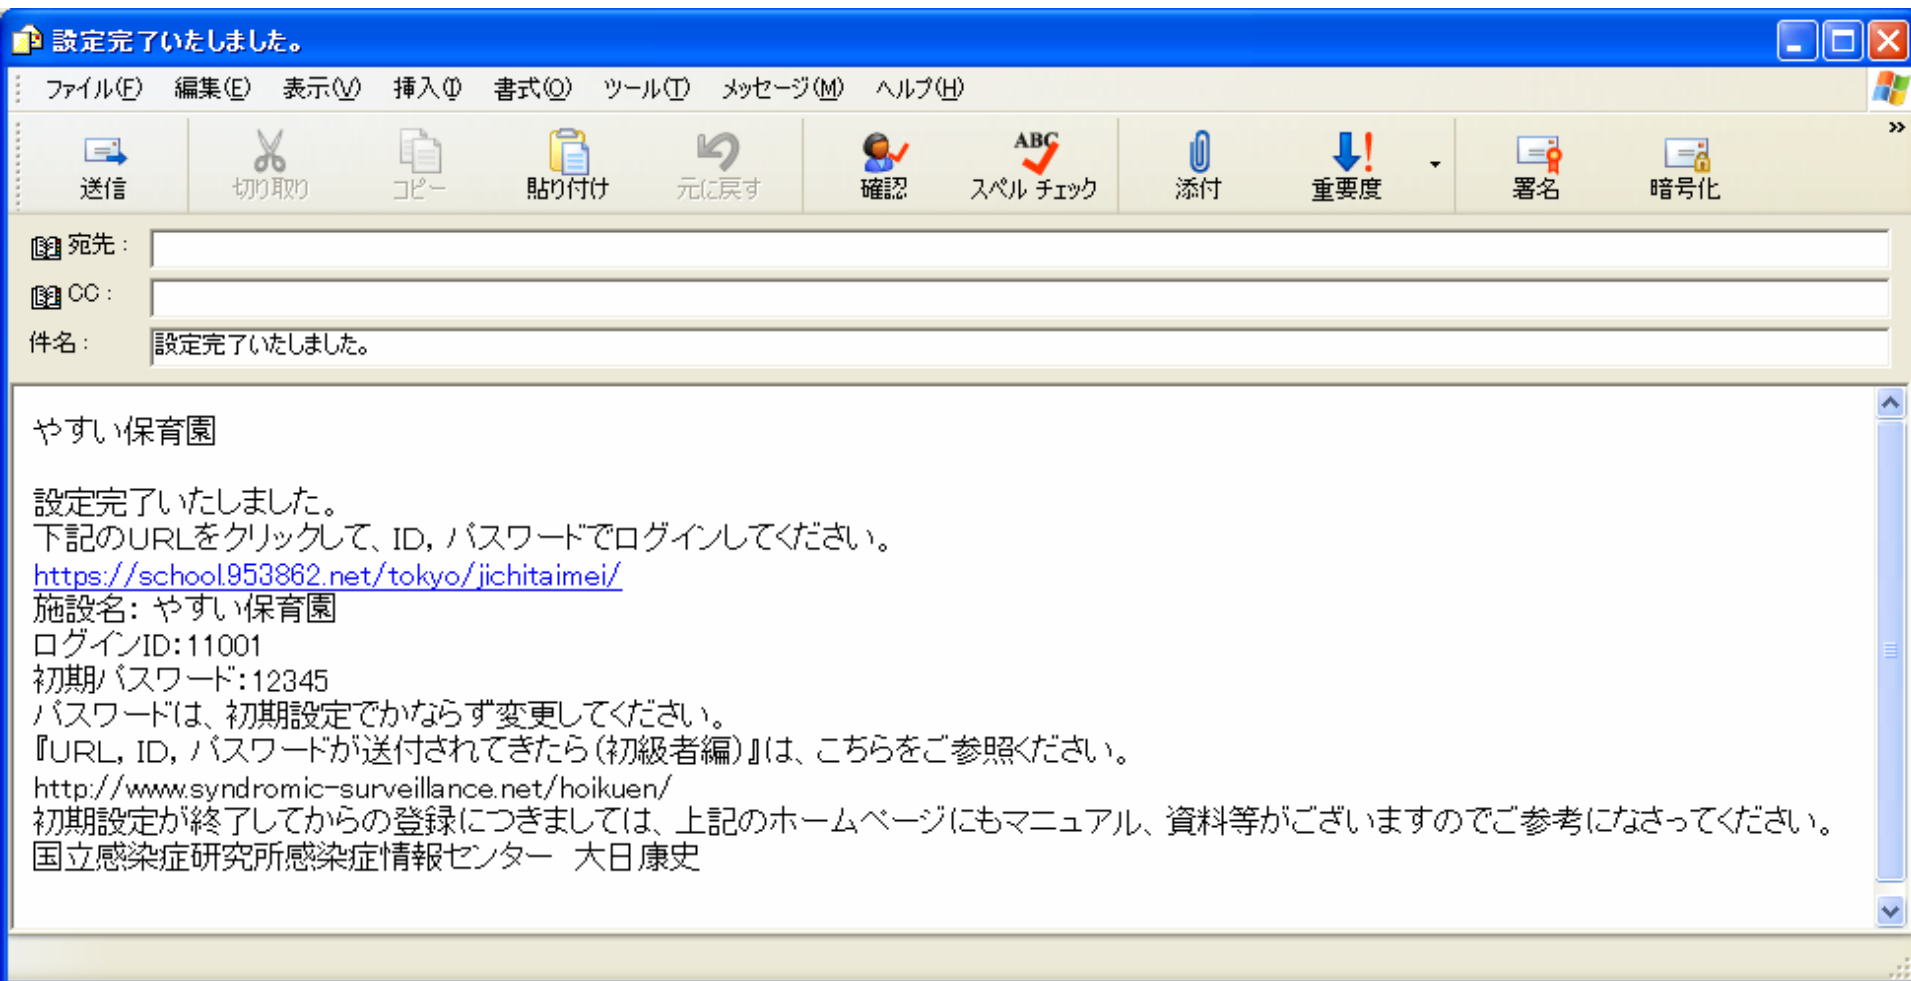 設定完了いたしました。
ファイル(F) 編集(E) 表示(V) 挿入(I) 書式(O) ツール(T) メッセージ(M) ヘルプ(H)
送信 切り取り コピー 貼り付け 元に戻す 確認 ABC スペル チェック 添付 重要度 署名 暗号化
宛先:
CC:
件名: 設定完了いたしました。
やすい保育園
設定完了いたしました。
下記のURLをクリックして、ID,パスワードでログインしてください。
https://school.953862.net/tokyo/jichitaimei/
施設名: やすい保育園
ログインID:11001
初期パスワード:12345
パスワードは、初期設定でかならず変更してください。
『URL,ID,パスワードが送付されてきたら(初級者編)』は、こちらをご参照ください。
http://www.syndromic-surveillance.net/hoikuen/
初期設定が終了してからの登録につきましては、上記のホームページにもマニュアル、資料等がございますのでご参考になさってください。
国立感染症研究所感染症情報センター 大日康史